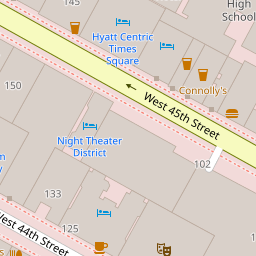 145
High
School
Hyatt Centric
Times
Square
150
Connolly's
West 45th Street
Night Theater
District
102
133
125
West 44th Street